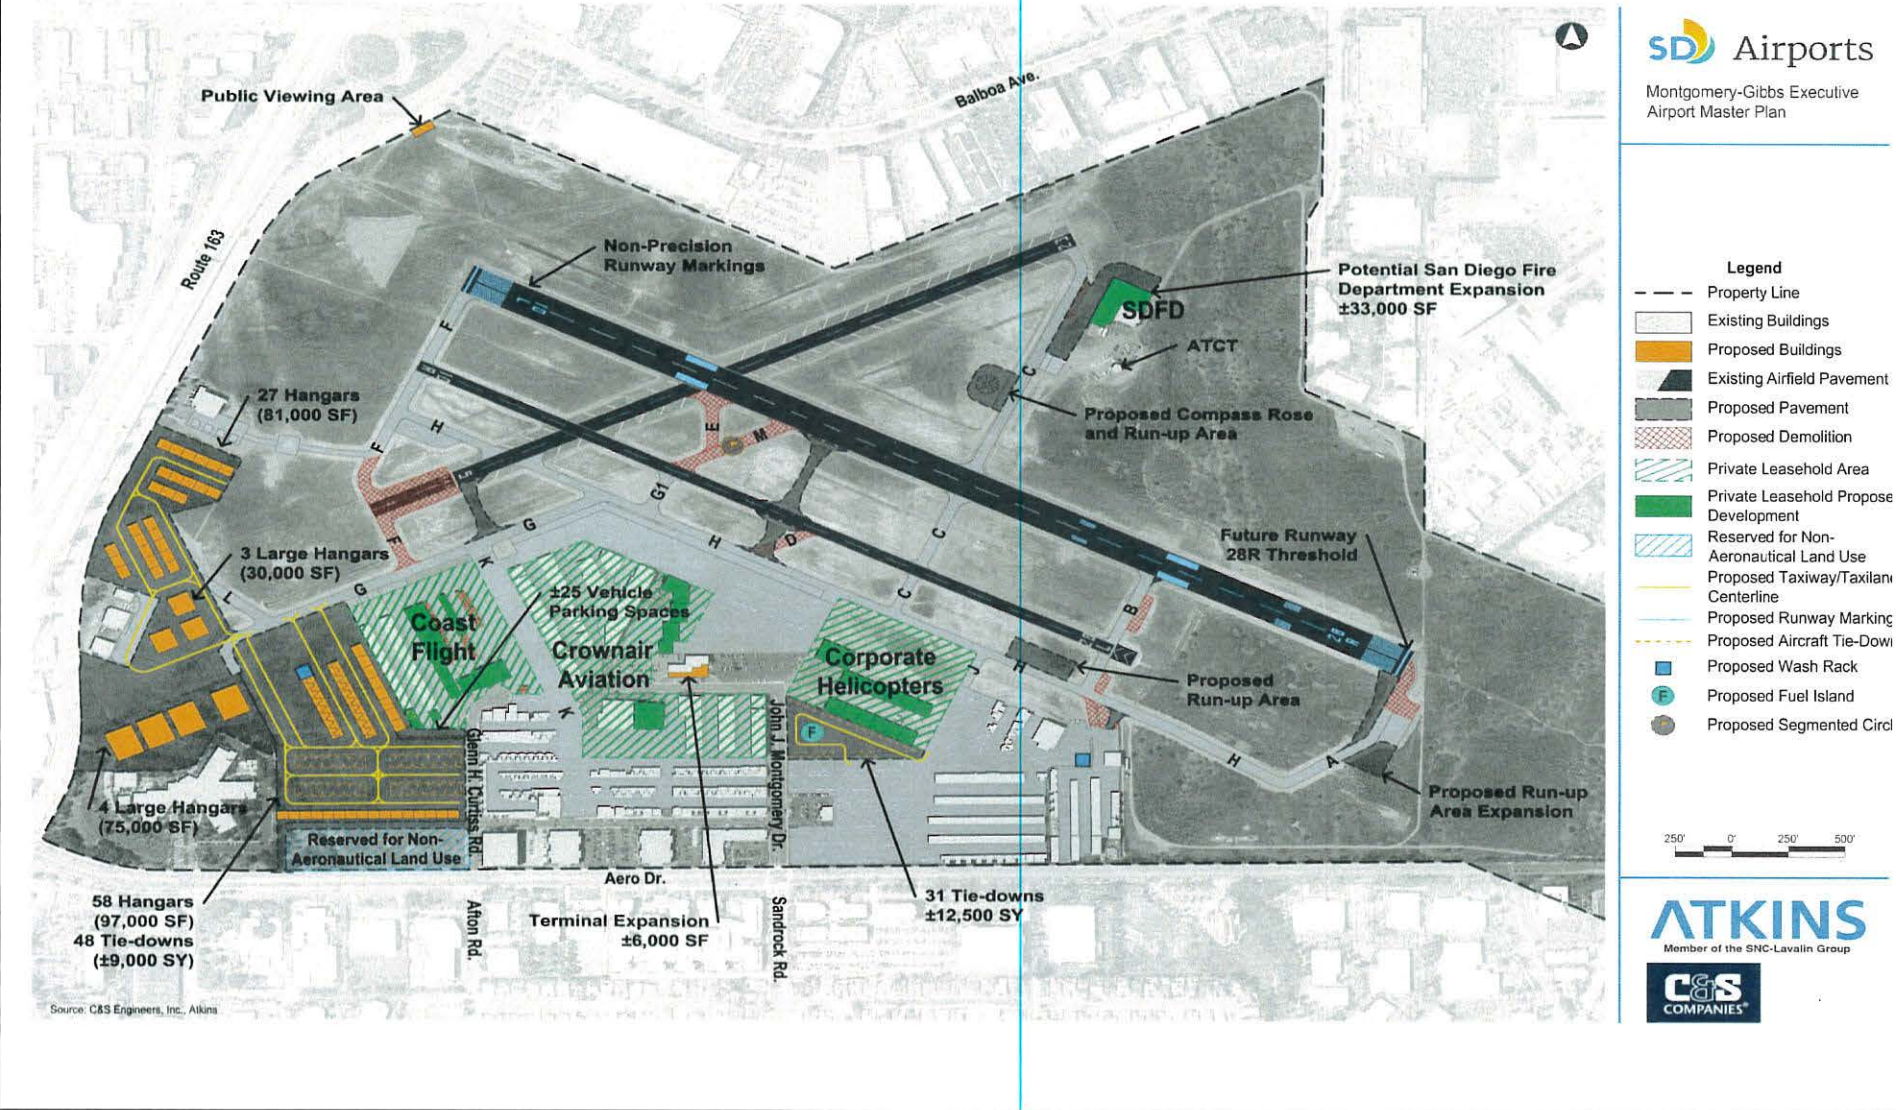 SD Airports
Montgomery-Gibbs Executive
Airport Master Plan
Public Viewing Area
Balboa Ave.
Route 163
Non-Precision
Runway Markings
Potential San Diego Fire
Department Expansion
±33,000 SF
SDFD
ATCT
27 Hangars
(81,000 SF)
Proposed Compass Rose
and Run-up Area
F
C
H
E
M
F
G1
G
H
D
C
F
K
G
L
C
B
Future Runway
28R Threshold
3 Large Hangars
(30,000 SF)
±25 Vehicle
Parking Spaces
Coast
Flight
Crownair
Aviation
Corporate
Helicopters
J
H
Proposed
Run-up Area
K
F
H
A
4 Large Hangars
(75,000 SF)
Glenn H. Curtiss Rd.
John J. Montgomery Dr.
Proposed Run-up
Area Expansion
Reserved for Non-
Aeronautical Land Use
Aero Dr.
58 Hangars
(97,000 SF)
48 Tie-downs
(±9,000 SY)
Afton Rd.
Terminal Expansion
±6,000 SF
Sandrock Rd.
31 Tie-downs
±12,500 SY
Source: C&S Engineers, Inc., Atkins
Legend
Property Line
Existing Buildings
Proposed Buildings
Existing Airfield Pavement
Proposed Pavement
Proposed Demolition
Private Leasehold Area
Private Leasehold Propose
Development
Reserved for Non-
Aeronautical Land Use
Proposed Taxiway/Taxilan
Centerline
Proposed Runway Marking
Proposed Aircraft Tie-Dow
Proposed Wash Rack
F Proposed Fuel Island
Proposed Segmented Circl
250' 0' 250' 500'
ATKINS
Member of the SNC-Lavalin Group
C&S
COMPANIES